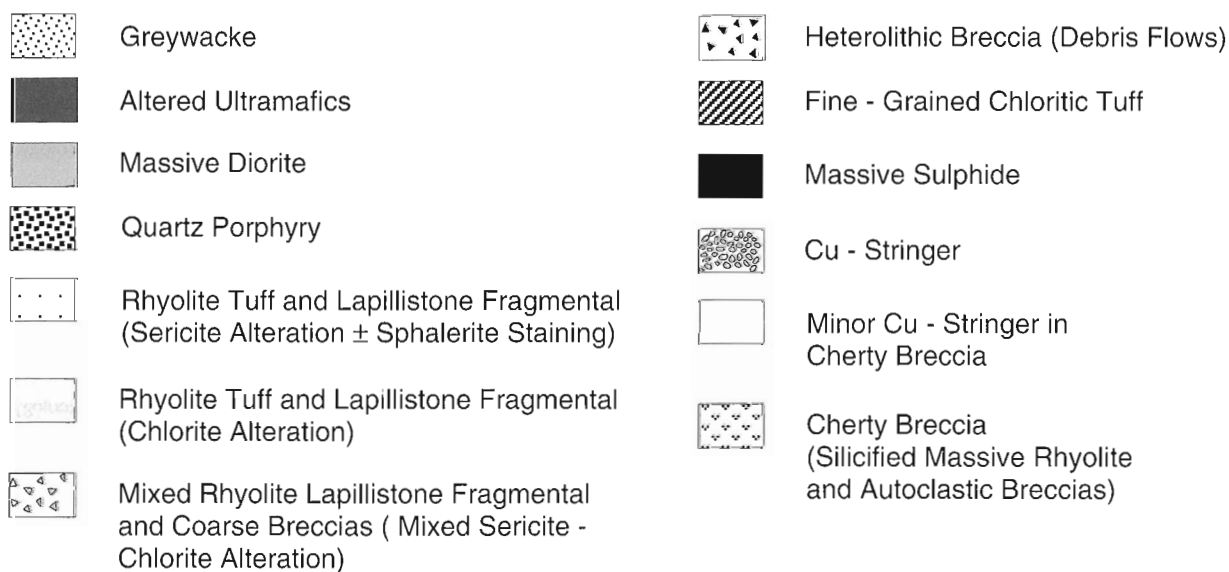 Greywacke
Altered Ultramafics
Massive Diorite
Quartz Porphyry
Rhyolite Tuff and Lapillistone Fragmental
(Sericite Alteration ± Sphalerite Staining)
Rhyolite Tuff and Lapillistone Fragmental
(Chlorite Alteration)
Mixed Rhyolite Lapillistone Fragmental
and Coarse Breccias ( Mixed Sericite -
Chlorite Alteration)
Heterolithic Breccia (Debris Flows)
Fine - Grained Chloritic Tuff
Massive Sulphide
Cu - Stringer
Minor Cu - Stringer in
Cherty Breccia
Cherty Breccia
(Silicified Massive Rhyolite
and Autoclastic Breccias)